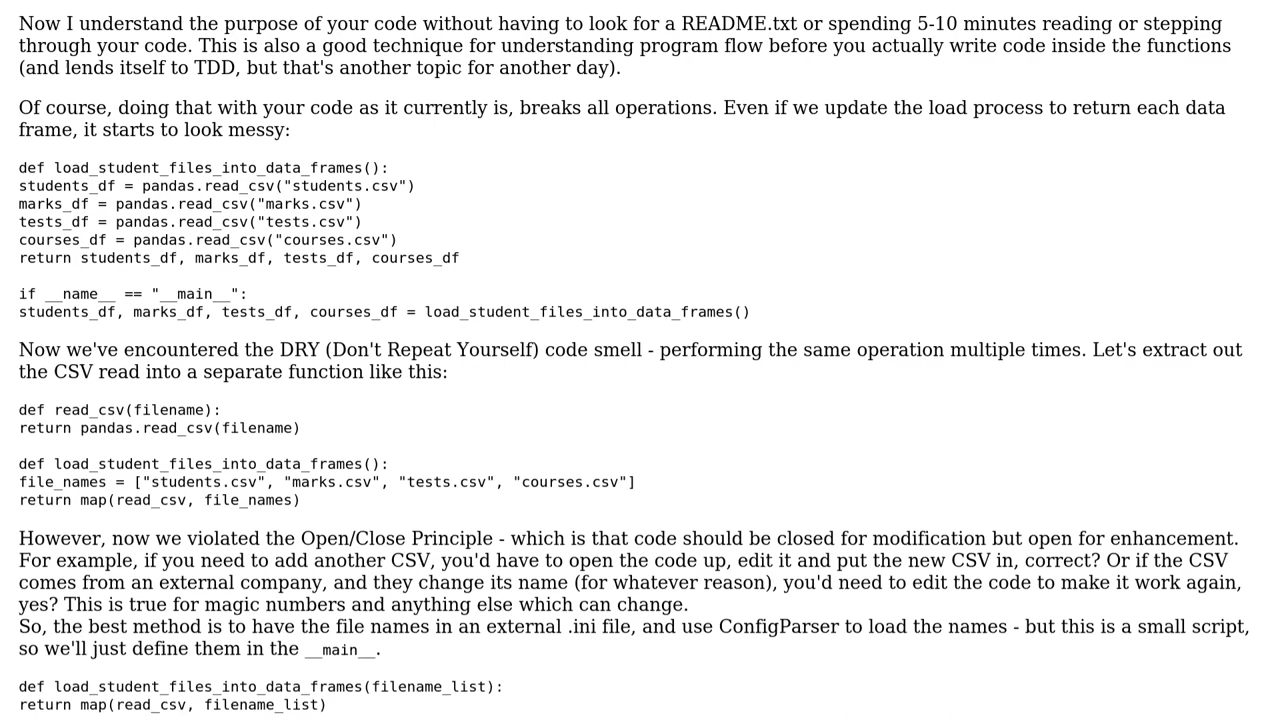 Now I understand the purpose of your code without having to look for a README.txt or spending 5-10 minutes reading or stepping
through your code. This is also a good technique for understanding program flow before you actually write code inside the functions
(and lends itself to TDD, but that's another topic for another day).
Of course, doing that with your code as it currently is, breaks all operations. Even if we update the load process to return each data
frame, it starts to look messy:
def load_student_files_into_data_frames():
students_df = pandas.read_csv("students.csv")
marks_df = pandas.read_csv("marks.csv")
tests_df = pandas.read_csv("tests.csv")
courses_df = pandas.read_csv("courses.csv")
return students_df, marks_df, tests_df, courses_df
if __name__ == "__main__":
students_df, marks_df, tests_df, courses_df = load_student_files_into_data_frames()
Now we've encountered the DRY (Don't Repeat Yourself) code smell - performing the same operation multiple times. Let's extract out
the CSV read into a separate function like this:
def read_csv(filename):
return pandas.read_csv(filename)
def load_student_files_into_data_frames():
file_names = ["students.csv", "marks.csv", "tests.csv", "courses.csv"]
return map(read_csv, file_names)
However, now we violated the Open/Close Principle - which is that code should be closed for modification but open for enhancement.
For example, if you need to add another CSV, you'd have to open the code up, edit it and put the new CSV in, correct? Or if the CSV
comes from an external company, and they change its name (for whatever reason), you'd need to edit the code to make it work again,
yes? This is true for magic numbers and anything else which can change.
So, the best method is to have the file names in an external .ini file, and use ConfigParser to load the names - but this is a small script,
so we'll just define them in the __main__.
def load_student_files_into_data_frames(filename_list):
return map(read_csv, filename_list)